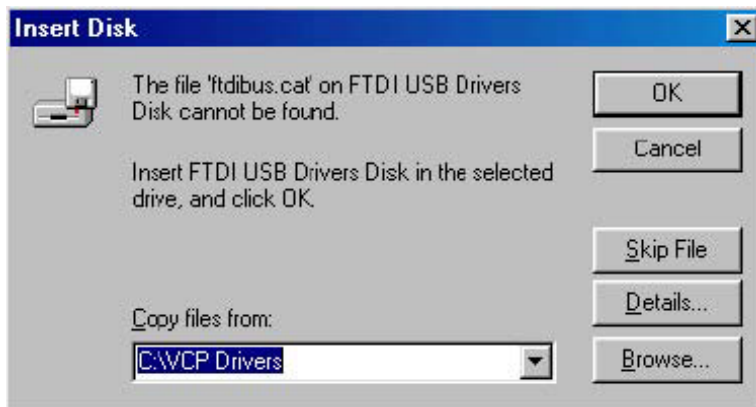 Insert Disk
The file 'ftdibus.cat' on FTDI USB Drivers
Disk cannot be found.
Insert FTDI USB Drivers Disk in the selected
drive, and click OK.
Copy files from:
C:\VCP Drivers
OK
Cancel
Skip File
Details...
Browse...